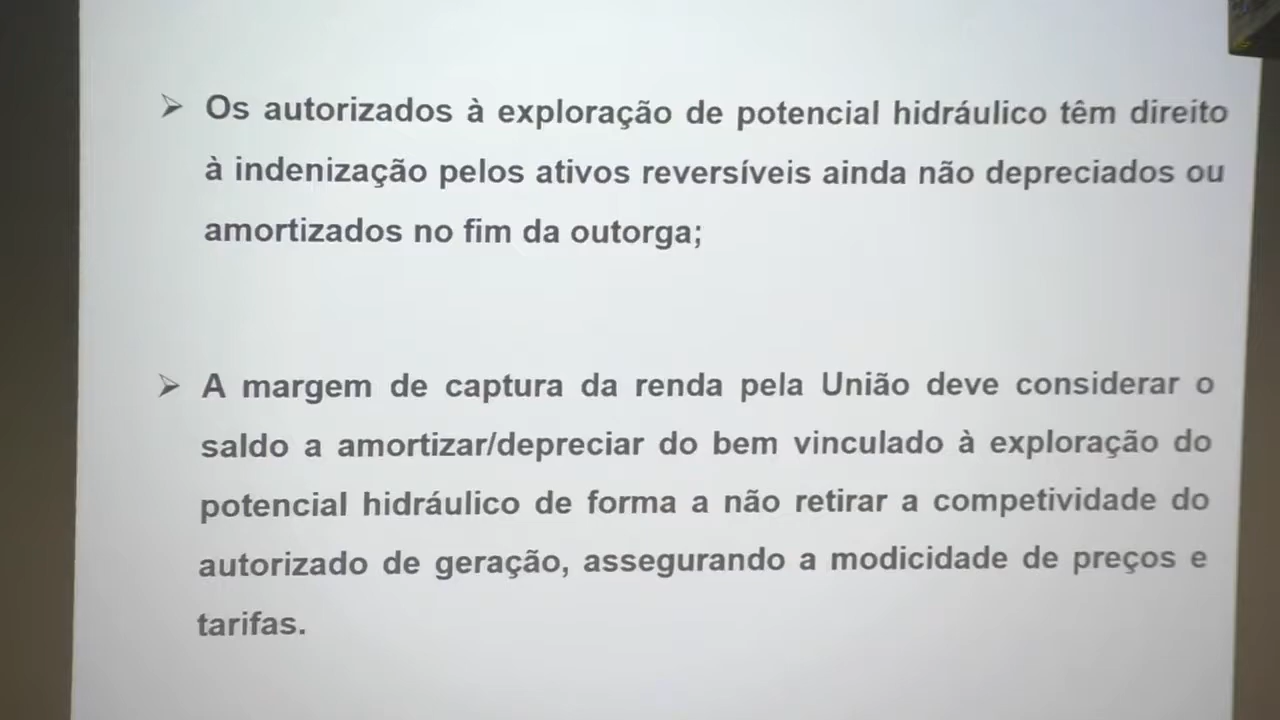 ➢ Os autorizados à exploração de potencial hidráulico têm direito
à indenização pelos ativos reversíveis ainda não depreciados ou
amortizados no fim da outorga;
➢ A margem de captura da renda pela União deve considerar o
saldo a amortizar/depreciar do bem vinculado à exploração do
potencial hidráulico de forma a não retirar a competividade do
autorizado de geração, assegurando a modicidade de preços e
tarifas.